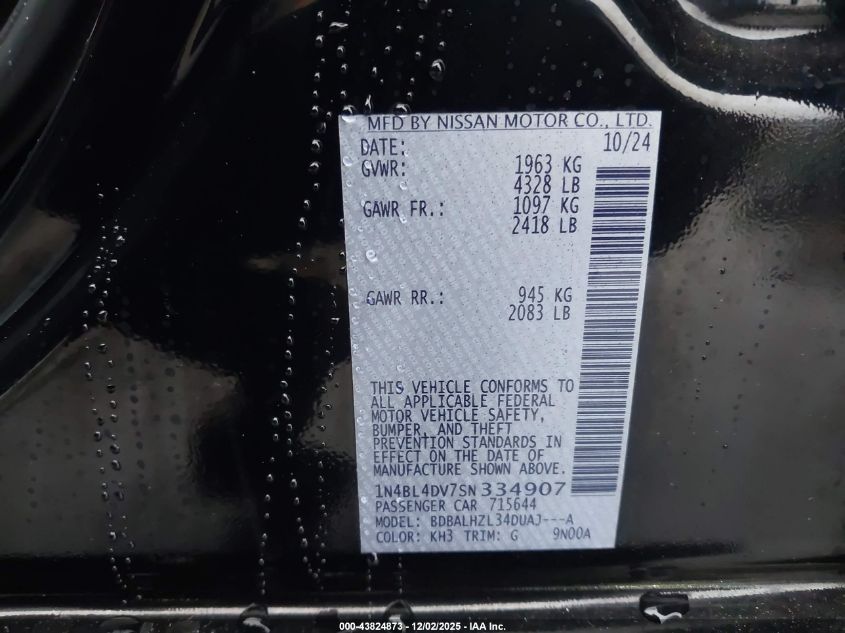 MFD BY NISSAN MOTOR CO., LTD.
DATE: 10/24
GVWR: 1963 KG
4328 LB
GAWR FR.: 1097 KG
2418 LB
GAWR RR.: 945 KG
2083 LB
THIS VEHICLE CONFORMS TO
ALL APPLICABLE FEDERAL
MOTOR VEHICLE SAFETY,
BUMPER, AND THEFT
PREVENTION STANDARDS IN
EFFECT ON THE DATE OF
MANUFACTURE SHOWN ABOVE.
1N4BL4DV7SN334907
PASSENGER CAR 715644
MODEL: BDBALHZL34DUAJ---A
COLOR: KH3 TRIM: G 9N00A
000-43824873 - 12/02/2025 - IAA Inc.